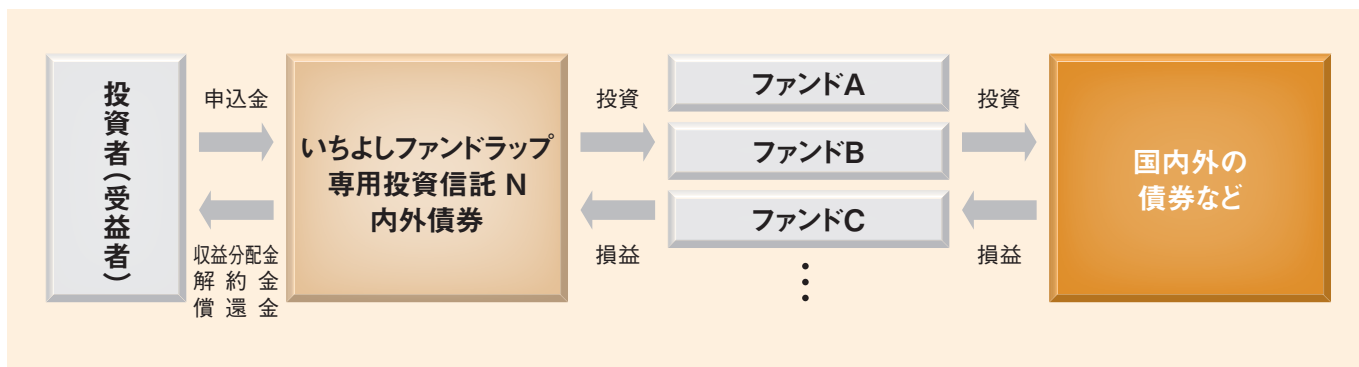 投資者（受益者）
申込金
収益分配金
解約金
償還金
いちよしファンドラップ
専用投資信託 N
内外債券
投資
損益
ファンドA
ファンドB
ファンドC
⋮
投資
損益
国内外の
債券など